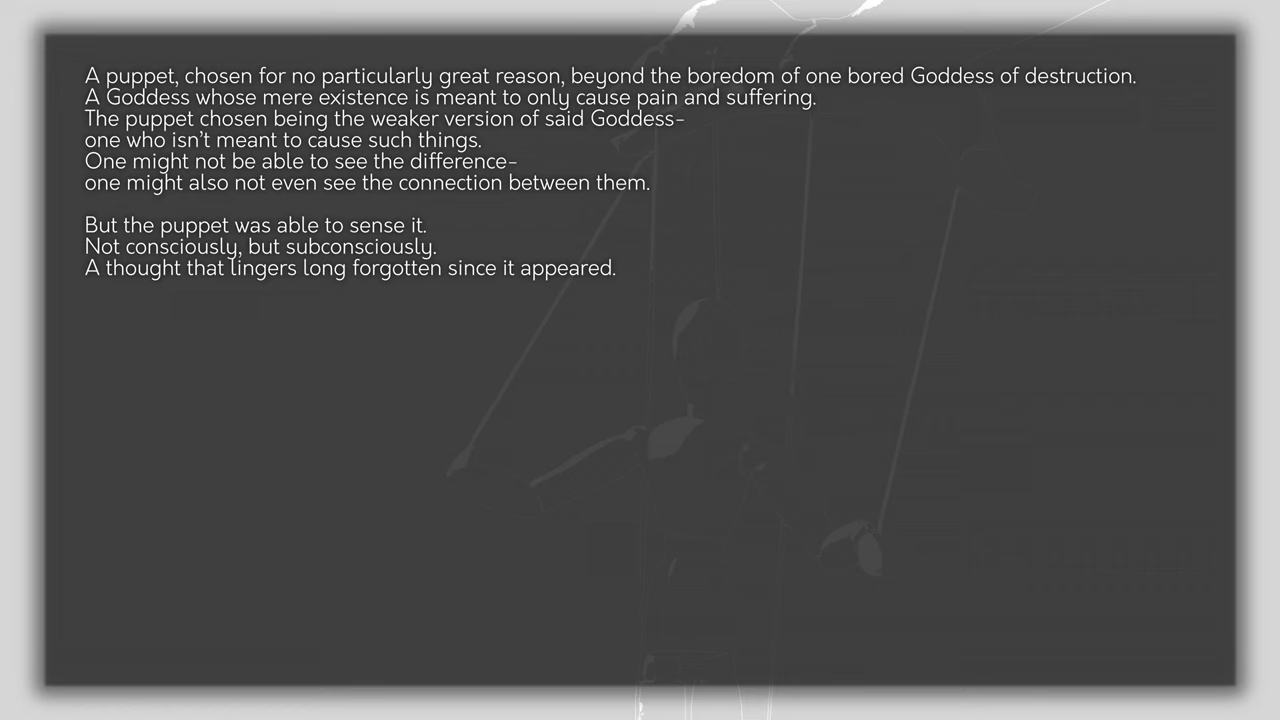 A puppet, chosen for no particularly great reason, beyond the boredom of one bored Goddess of destruction.
A Goddess whose mere existence is meant to only cause pain and suffering.
The puppet chosen being the weaker version of said Goddess-
one who isn't meant to cause such things.
One might not be able to see the difference-
one might also not even see the connection between them.
But the puppet was able to sense it.
Not consciously, but subconsciously.
A thought that lingers long forgotten since it appeared.